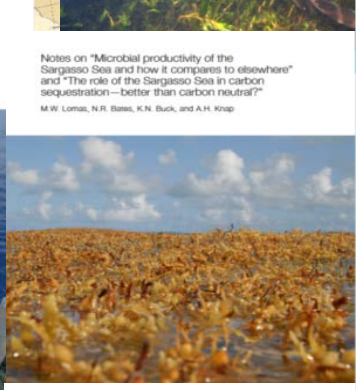 Notes on "Microbial productivity of the
Sargasso Sea and how it compares to elsewhere"
and "The role of the Sargasso Sea in carbon
sequestration—better than carbon neutral?"
M.W. Lomas, N.R. Bates, K.N. Buck, and A.H. Knap